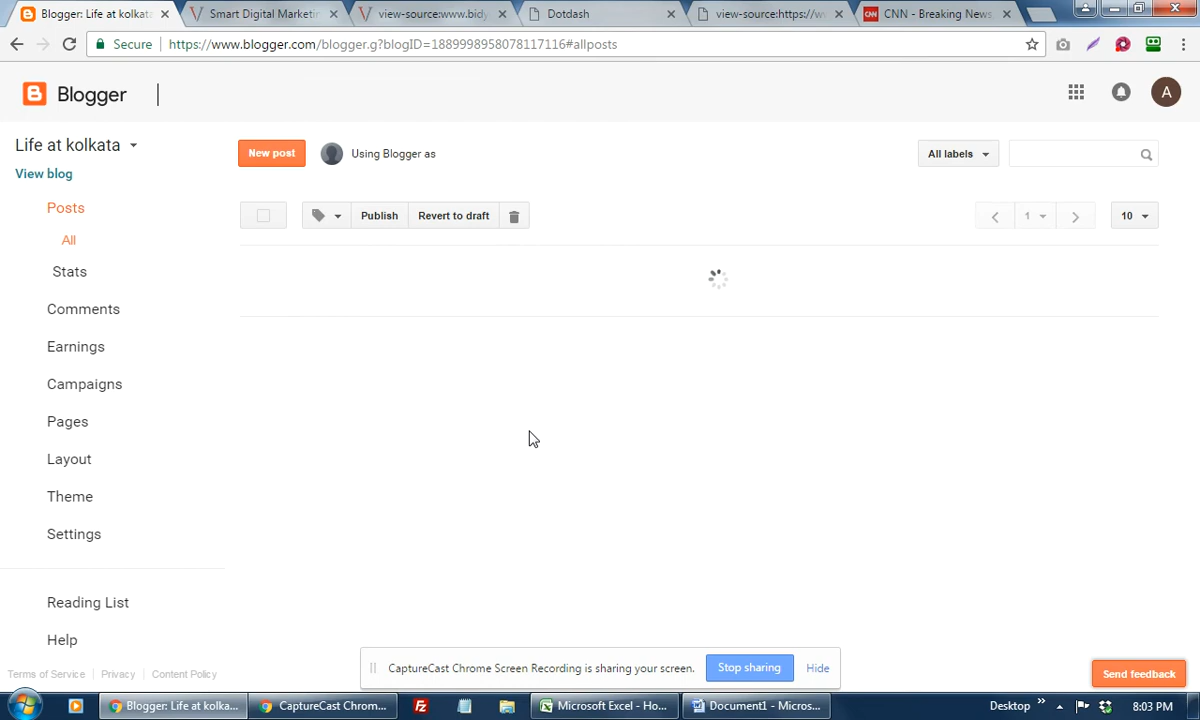 Blogger: Life at kolkata
Smart Digital Marketin
view-source:www.bidy
Dotdash
view-source:https://w
CNN - Breaking News,
Secure
https://www.blogger.com/blogger.g?blogID=1889998958078117116#allposts
Blogger
A
Life at kolkata
View blog
New post
Using Blogger as
All labels
Posts
All
Publish
Revert to draft
1
10
Stats
Comments
Earnings
Campaigns
Pages
Layout
Theme
Settings
Reading List
Help
CaptureCast Chrome Screen Recording is sharing your screen.
Stop sharing
Hide
Send feedback
Terms of Service
Privacy
Content Policy
Blogger: Life at kolka...
CaptureCast Chrom...
Microsoft Excel - Ho...
Document1 - Micros...
Desktop
8:03 PM